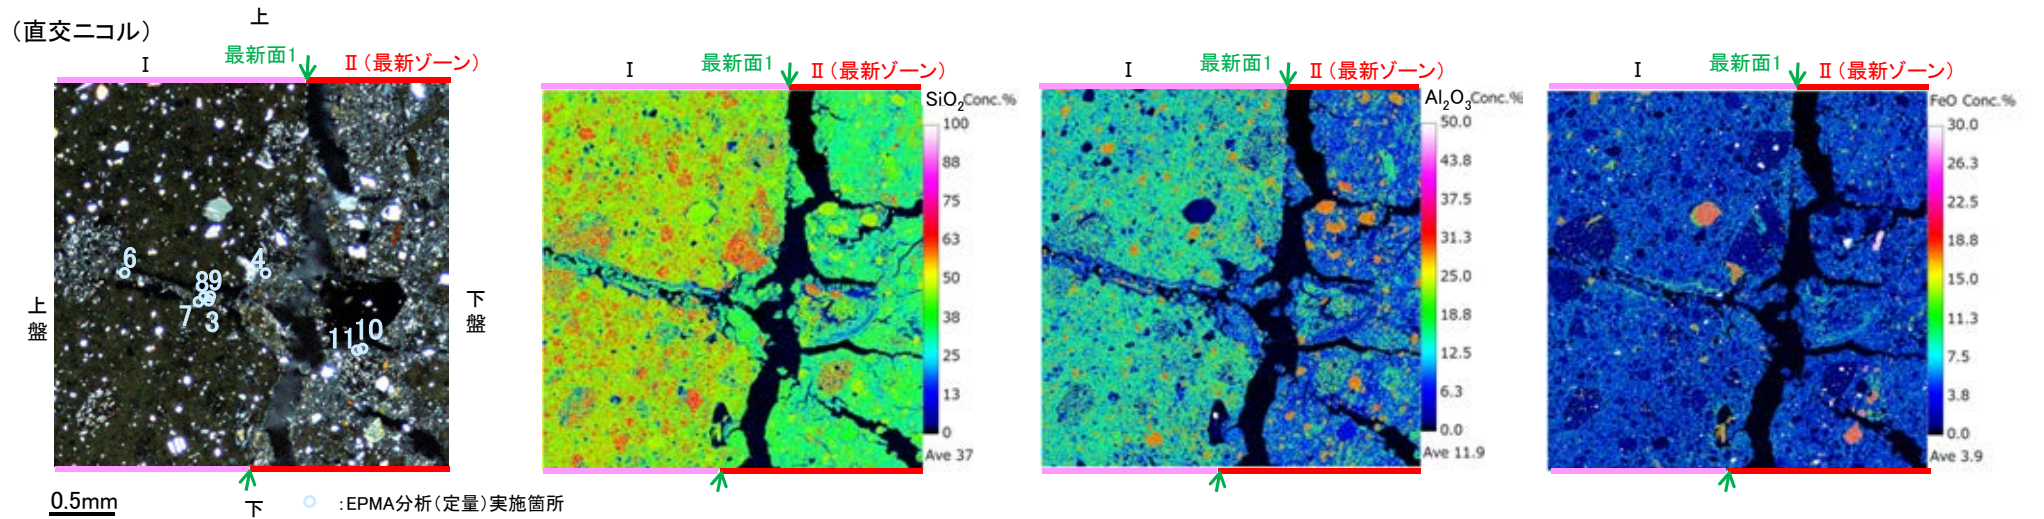 (直交ニコル)
上
I
最新面1
Ⅱ(最新ゾーン)
6
4
89
7
3
10
11
上盤
下盤
0.5mm
下
:EPMA分析(定量)実施箇所
I
最新面1
Ⅱ(最新ゾーン)
SiO₂Conc.%
100
88
75
63
50
38
25
13
0
Ave 37
I
最新面1
Ⅱ(最新ゾーン)
Al₂O₃Conc.%
50.0
43.8
37.5
31.3
25.0
18.8
12.5
6.3
0.0
Ave 11.9
I
最新面1
Ⅱ(最新ゾーン)
FeO Conc.%
30.0
26.3
22.5
18.8
15.0
11.3
7.5
3.8
0.0
Ave 3.9